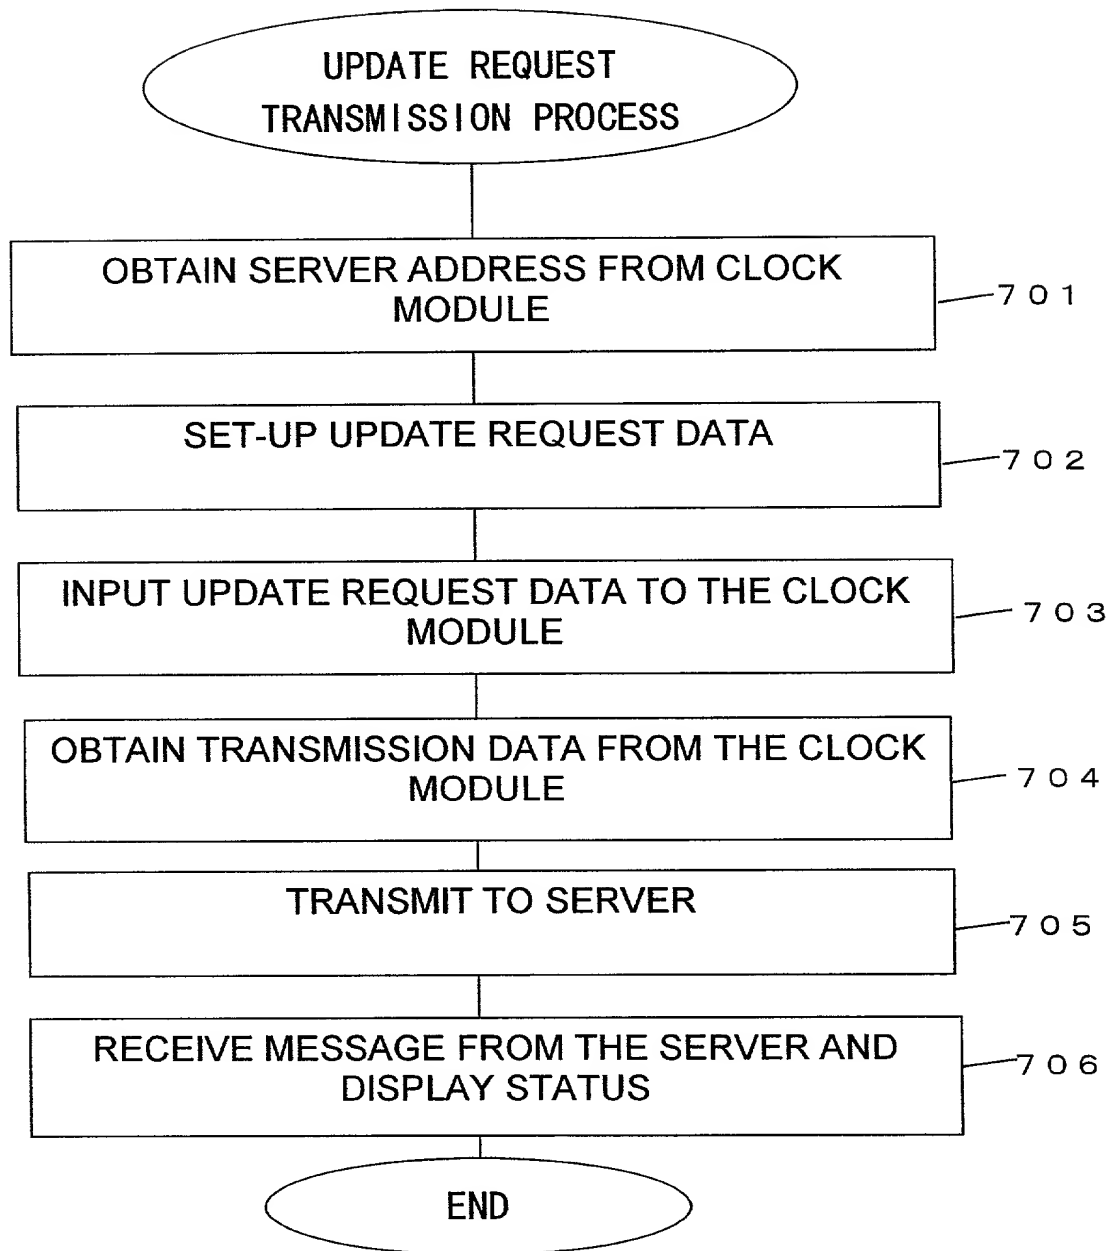 UPDATE REQUEST
TRANSMISSION PROCESS
OBTAIN SERVER ADDRESS FROM CLOCK
MODULE
701
SET-UP UPDATE REQUEST DATA
702
INPUT UPDATE REQUEST DATA TO THE CLOCK
MODULE
703
OBTAIN TRANSMISSION DATA FROM THE CLOCK
MODULE
704
TRANSMIT TO SERVER
705
RECEIVE MESSAGE FROM THE SERVER AND
DISPLAY STATUS
706
END